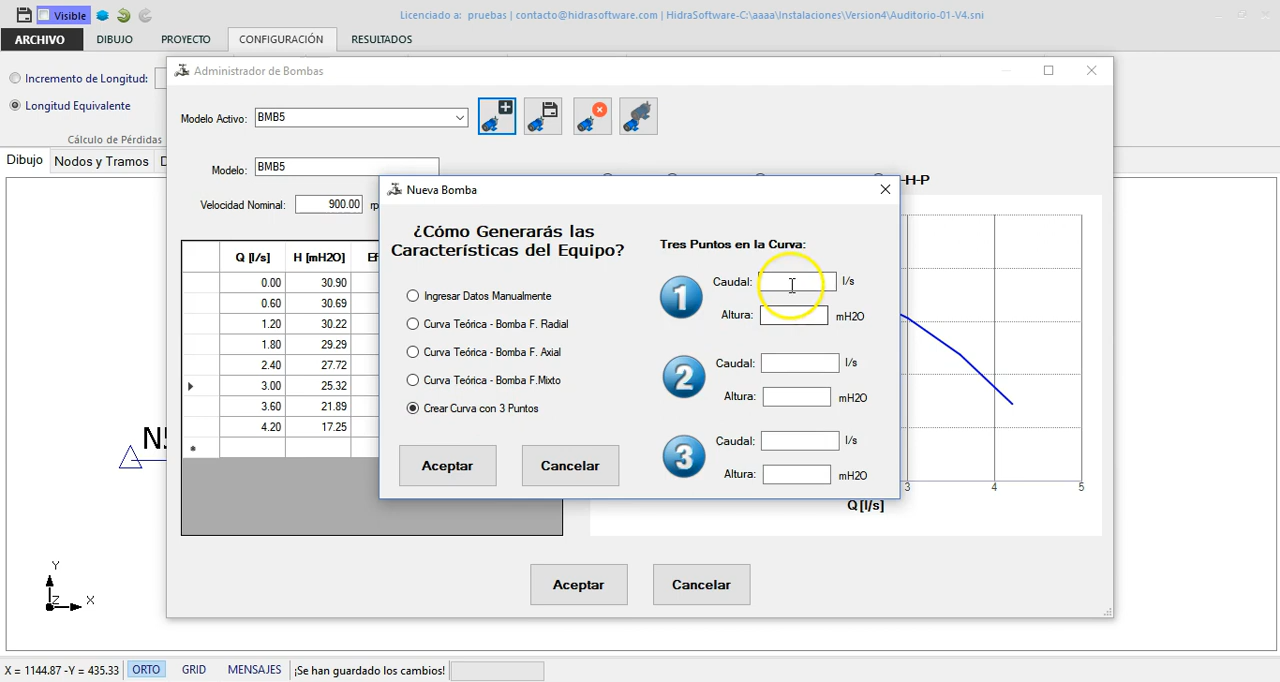 Visible
Licenciado a: pruebas | contacto@hidrasoftware.com | HidraSoftware-C:\aaaa\Instalaciones\Version4\Auditorio-01-V4.sni
ARCHIVO DIBUJO PROYECTO CONFIGURACIÓN RESULTADOS
Incremento de Longitud:
Longitud Equivalente
Cálculo de Pérdidas
Dibujo Nodos y Tramos
Administrador de Bombas
Modelo Activo: BMB5
Modelo: BMB5
Velocidad Nominal: 900.00
-H-P
Q [l/s] H [mH2O]
0.00 30.90
0.60 30.69
1.20 30.22
1.80 29.29
2.40 27.72
3.00 25.32
3.60 21.89
4.20 17.25
*
3 4 5
Q [l/s]
Nueva Bomba
¿Cómo Generarás las
Características del Equipo?
Ingresar Datos Manualmente
Curva Teórica - Bomba F. Radial
Curva Teórica - Bomba F. Axial
Curva Teórica - Bomba F.Mixto
Crear Curva con 3 Puntos
Aceptar Cancelar
Tres Puntos en la Curva:
1 Caudal: l/s
Altura: mH2O
2 Caudal: l/s
Altura: mH2O
3 Caudal: l/s
Altura: mH2O
Aceptar Cancelar
Y
Z X
X = 1144.87 -Y = 435.33 ORTO GRID MENSAJES ¡Se han guardado los cambios!